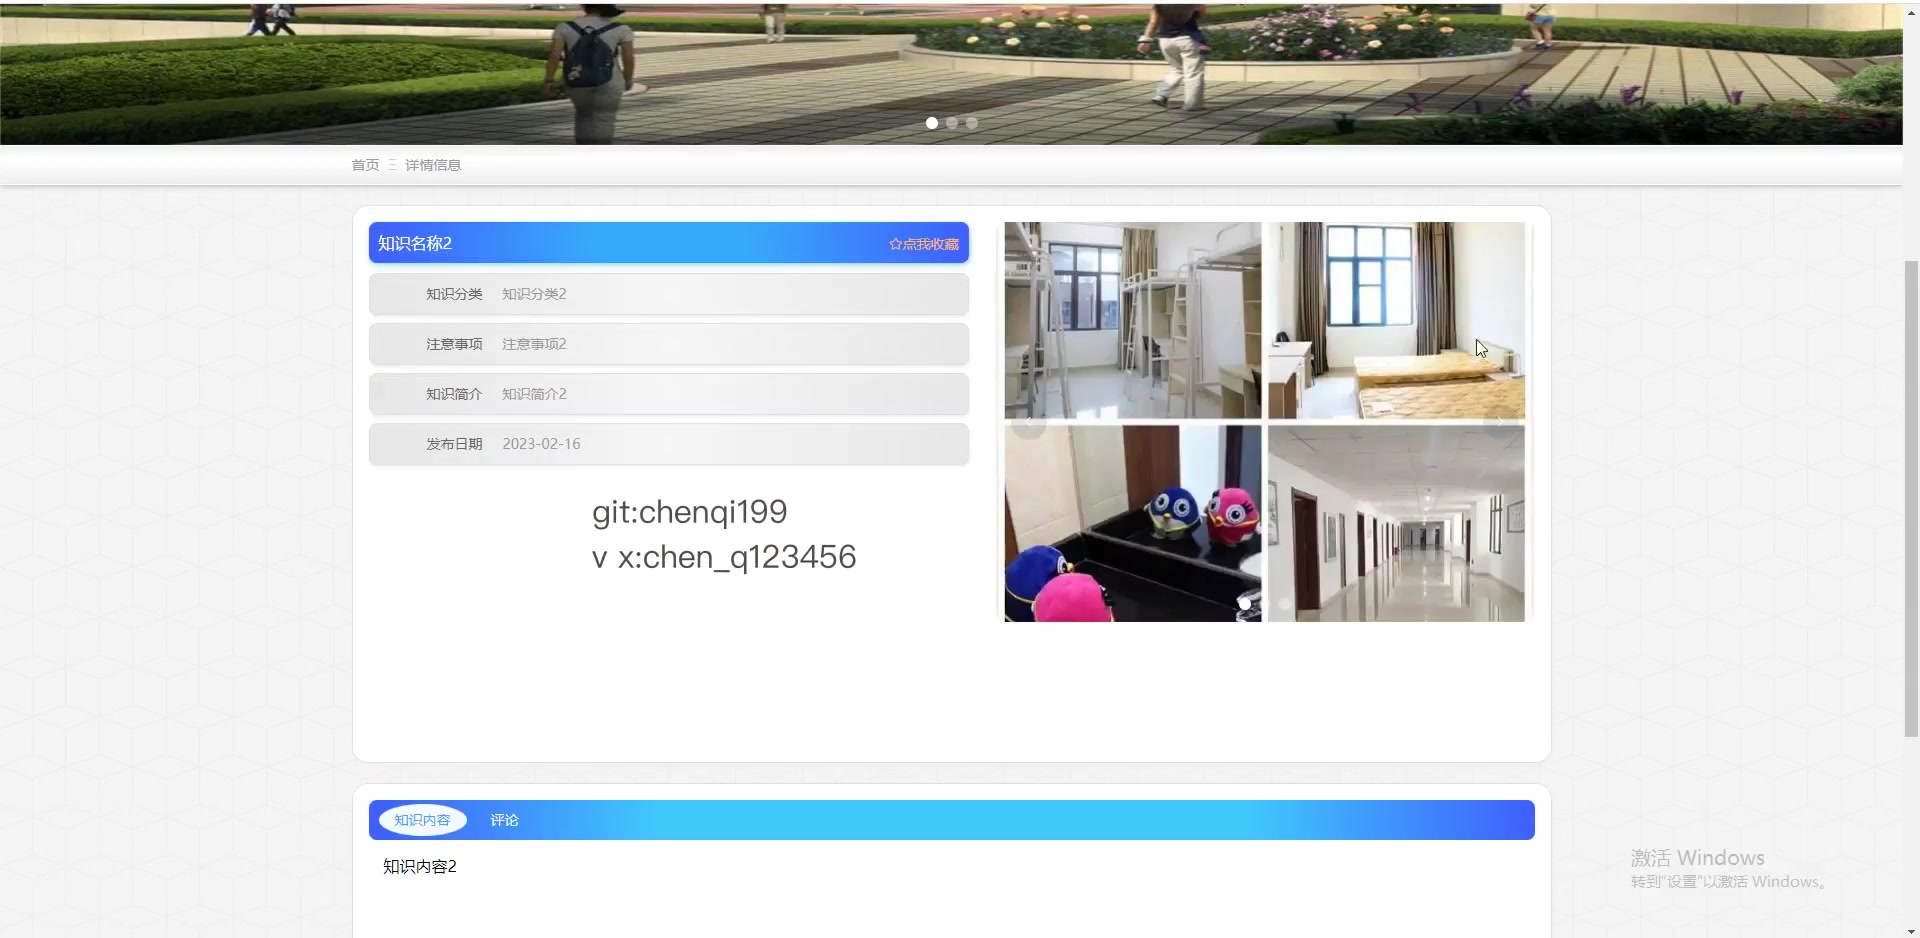 首页
详情信息
知识名称2
☆点我收藏
知识分类 知识分类2
注意事项 注意事项2
知识简介 知识简介2
发布日期 2023-02-16
git:chenqi199
v x:chen_q123456
知识内容 评论
知识内容2
激活 Windows
转到"设置"以激活 Windows。